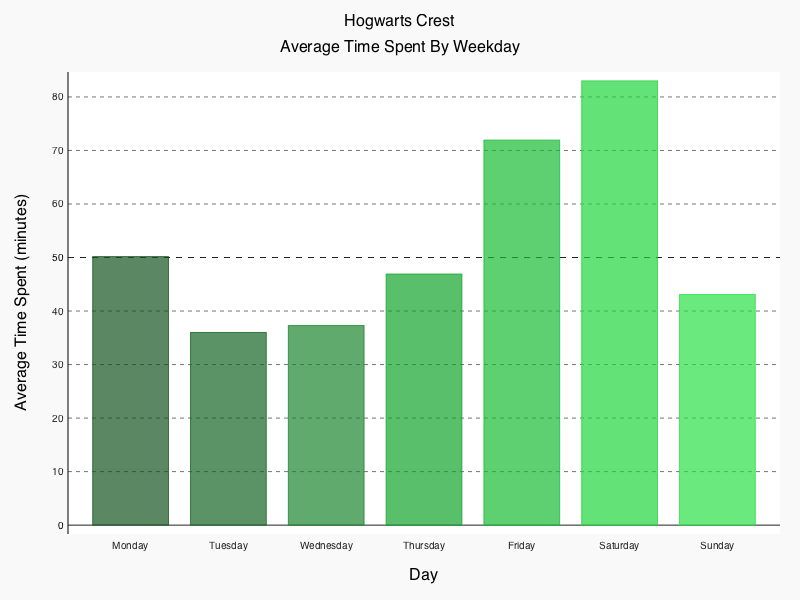 Hogwarts Crest
Average Time Spent By Weekday
Average Time Spent (minutes)
80
70
60
50
40
30
20
10
0
Monday Tuesday Wednesday Thursday Friday Saturday Sunday
Day